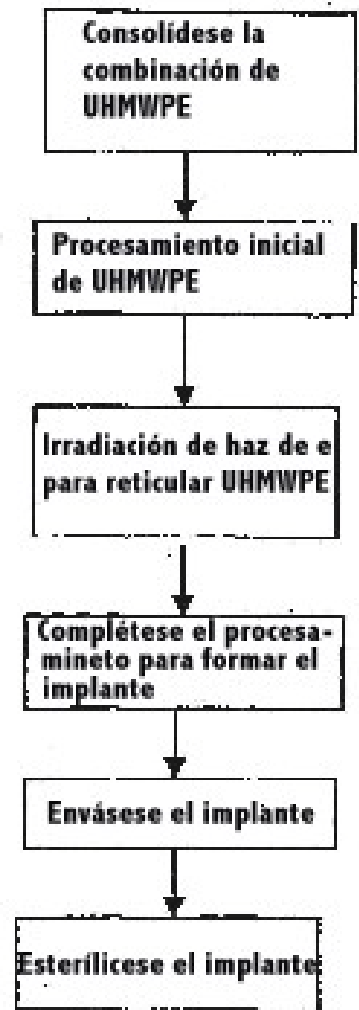 Consolídese la
combinación de
UHMWPE
Procesamiento inicial
de UHMWPE
Irradiación de haz de e
para reticular UHMWPE
Complétese el procesa-
mineto para formar el
implante
Envásese el implante
Esterílicese el implante